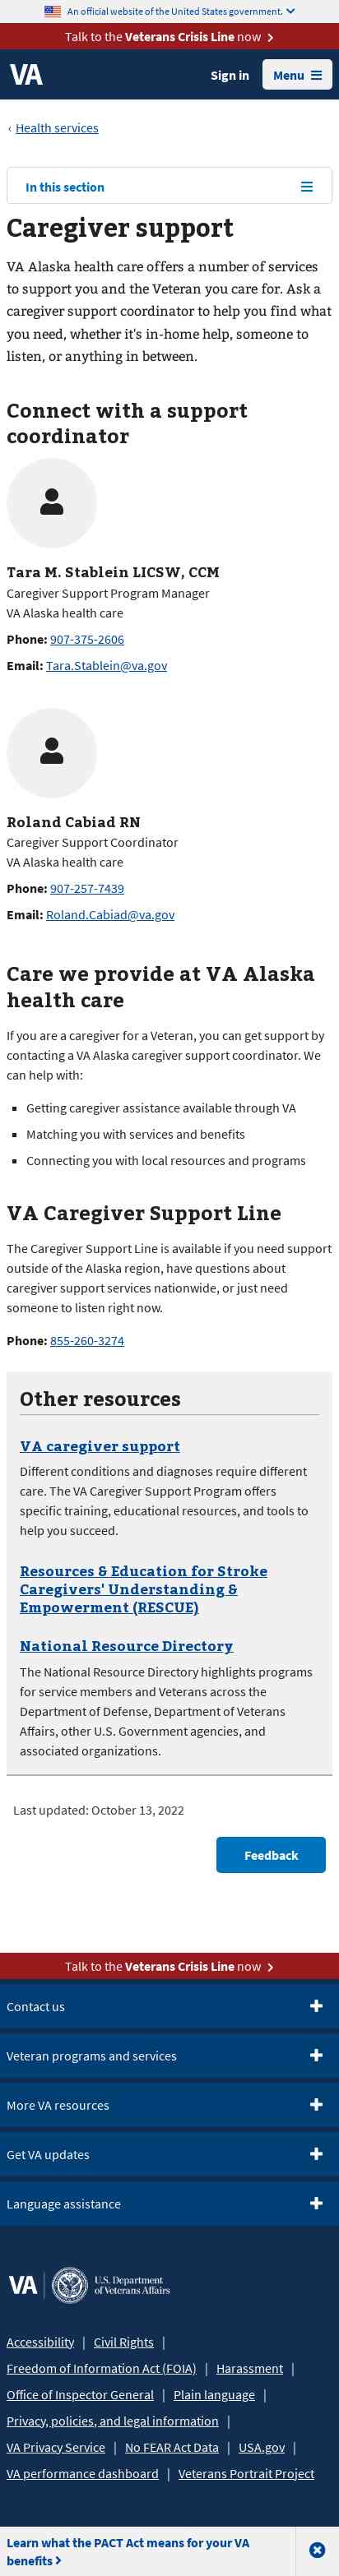 An official website of the United States government.
Talk to the Veterans Crisis Line now
VA
Sign in
Menu
‹ Health services
In this section
Caregiver support
VA Alaska health care offers a number of services
to support you and the Veteran you care for. Ask a
caregiver support coordinator to help you find what
you need, whether it's in-home help, someone to
listen, or anything in between.
Connect with a support
coordinator
Tara M. Stablein LICSW, CCM
Caregiver Support Program Manager
VA Alaska health care
Phone: 907-375-2606
Email: Tara.Stablein@va.gov
Roland Cabiad RN
Caregiver Support Coordinator
VA Alaska health care
Phone: 907-257-7439
Email: Roland.Cabiad@va.gov
Care we provide at VA Alaska
health care
If you are a caregiver for a Veteran, you can get support by
contacting a VA Alaska caregiver support coordinator. We
can help with:
▪ Getting caregiver assistance available through VA
▪ Matching you with services and benefits
▪ Connecting you with local resources and programs
VA Caregiver Support Line
The Caregiver Support Line is available if you need support
outside of the Alaska region, have questions about
caregiver support services nationwide, or just need
someone to listen right now.
Phone: 855-260-3274
Other resources
VA caregiver support
Different conditions and diagnoses require different
care. The VA Caregiver Support Program offers
specific training, educational resources, and tools to
help you succeed.
Resources & Education for Stroke
Caregivers' Understanding &
Empowerment (RESCUE)
National Resource Directory
The National Resource Directory highlights programs
for service members and Veterans across the
Department of Defense, Department of Veterans
Affairs, other U.S. Government agencies, and
associated organizations.
Last updated: October 13, 2022
Feedback
Talk to the Veterans Crisis Line now
Contact us
Veteran programs and services
More VA resources
Get VA updates
Language assistance
VA | U.S. Department
of Veterans Affairs
Accessibility | Civil Rights |
Freedom of Information Act (FOIA) | Harassment |
Office of Inspector General | Plain language |
Privacy, policies, and legal information |
VA Privacy Service | No FEAR Act Data | USA.gov |
VA performance dashboard | Veterans Portrait Project
Learn what the PACT Act means for your VA
benefits